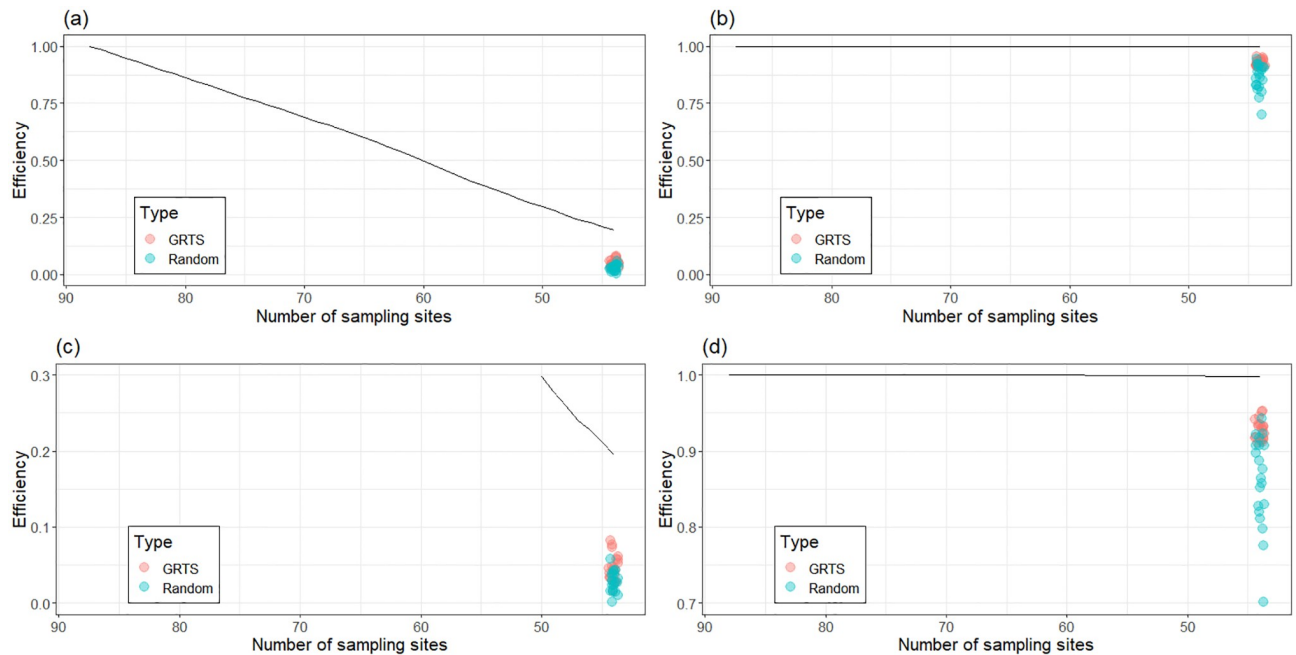 (a)
1.00
0.75
0.50
0.25
0.00
Efficiency
Type
GRTS
Random
90
80
70
60
50
Number of sampling sites
(b)
1.00
0.75
0.50
0.25
0.00
Efficiency
Type
GRTS
Random
90
80
70
60
50
Number of sampling sites
(c)
0.3
0.2
0.1
0.0
Efficiency
Type
GRTS
Random
90
80
70
60
50
Number of sampling sites
(d)
1.0
0.9
0.8
0.7
Efficiency
Type
GRTS
Random
90
80
70
60
50
Number of sampling sites